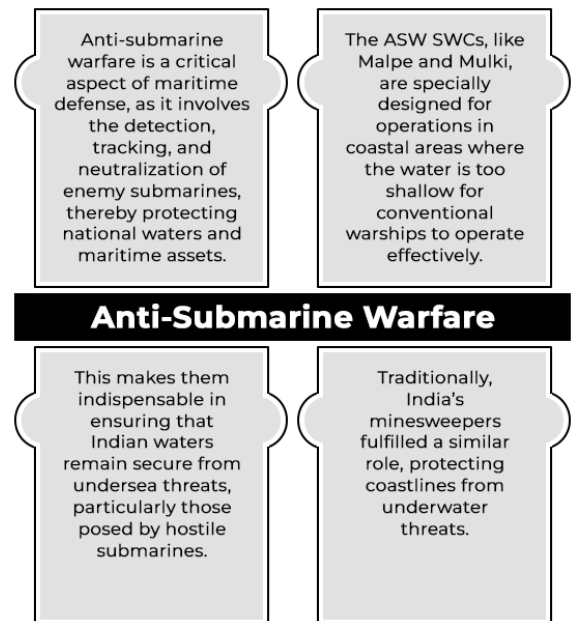 Anti-submarine
warfare is a critical
aspect of maritime
defense, as it involves
the detection,
tracking, and
neutralization of
enemy submarines,
thereby protecting
national waters and
maritime assets.
The ASW SWCs, like
Malpe and Mulki,
are specially
designed for
operations in
coastal areas where
the water is too
shallow for
conventional
warships to operate
effectively.
Anti-Submarine Warfare
This makes them
indispensable in
ensuring that
Indian waters
remain secure from
undersea threats,
particularly those
posed by hostile
submarines.
Traditionally,
India’s
minesweepers
fulfilled a similar
role, protecting
coastlines from
underwater
threats.